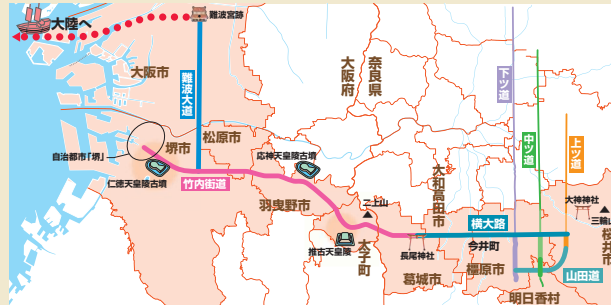 大陸へ
難波宮跡
大阪市
難波大道
大阪府
奈良県
下ツ道
中ツ道
上ツ道
松原市
堺市
自治都市「堺」
仁徳天皇陵古墳
応神天皇陵古墳
竹内街道
羽曳野市
二上山
大和高田市
大神神社
三輪山
桜井市
横大路
今井町
推古天皇陵
太子町
長尾神社
葛城市
橿原市
山田道
明日香村